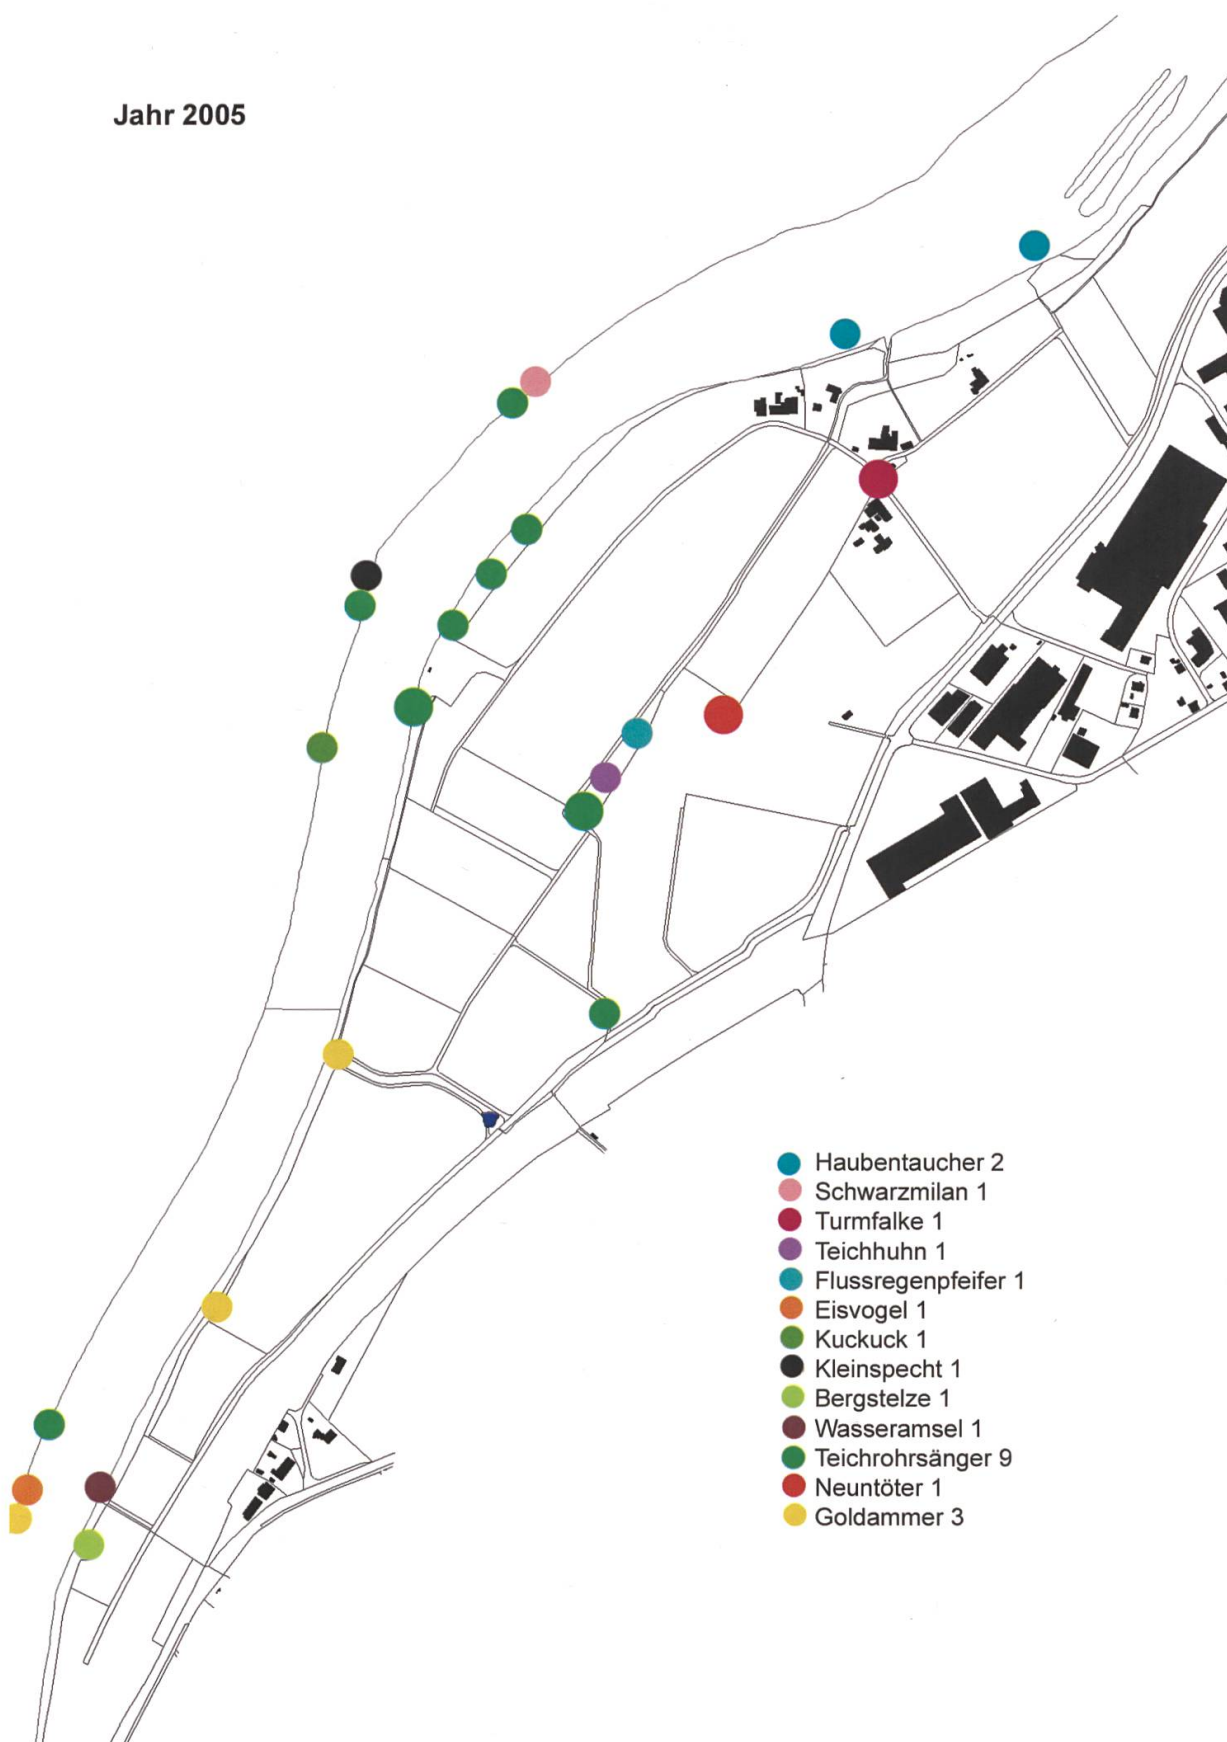 Jahr 2005
Haubentaucher 2
Schwarzmilan 1
Turmfalke 1
Teichhuhn 1
Flussregenpfeifer 1
Eisvogel 1
Kuckuck 1
Kleinspecht 1
Bergstelze 1
Wasseramsel 1
Teichrohrsänger 9
Neuntöter 1
Goldammer 3